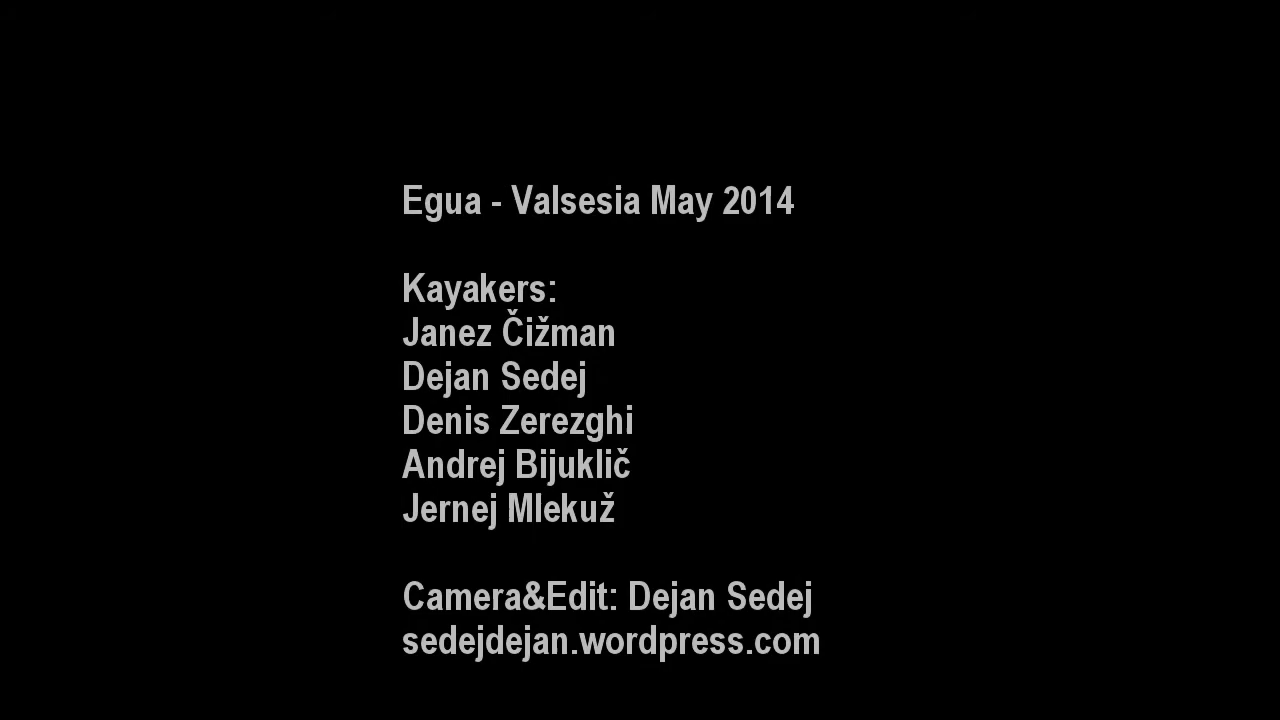 Egua - Valsesia May 2014
Kayakers:
Janez Čižman
Dejan Sedej
Denis Zerezghi
Andrej Bijuklič
Jernej Mlekuž
Camera&Edit: Dejan Sedej
sedejdejan.wordpress.com